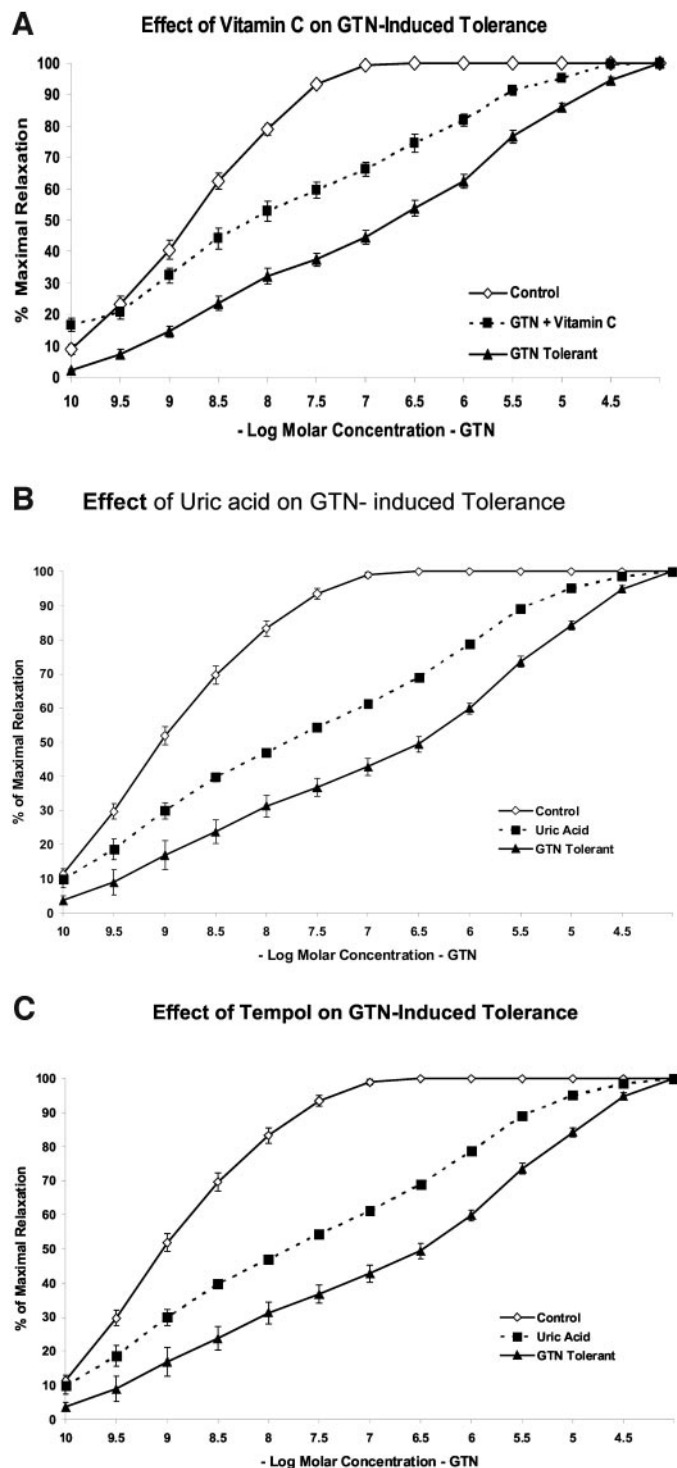 A
Effect of Vitamin C on GTN-Induced Tolerance
% Maximal Relaxation
100
90
80
70
60
50
40
30
20
10
0
Control
GTN + Vitamin C
GTN Tolerant
10 9.5 9 8.5 8 7.5 7 6.5 6 5.5 5 4.5
- Log Molar Concentration - GTN
B
Effect of Uric acid on GTN- induced Tolerance
% of Maximal Relaxation
100
90
80
70
60
50
40
30
20
10
0
Control
Uric Acid
GTN Tolerant
10 9.5 9 8.5 8 7.5 7 6.5 6 5.5 5 4.5
- Log Molar Concentration - GTN
C
Effect of Tempol on GTN-Induced Tolerance
% of Maximal Relaxation
100
90
80
70
60
50
40
30
20
10
0
Control
Uric Acid
GTN Tolerant
10 9.5 9 8.5 8 7.5 7 6.5 6 5.5 5 4.5
- Log Molar Concentration - GTN